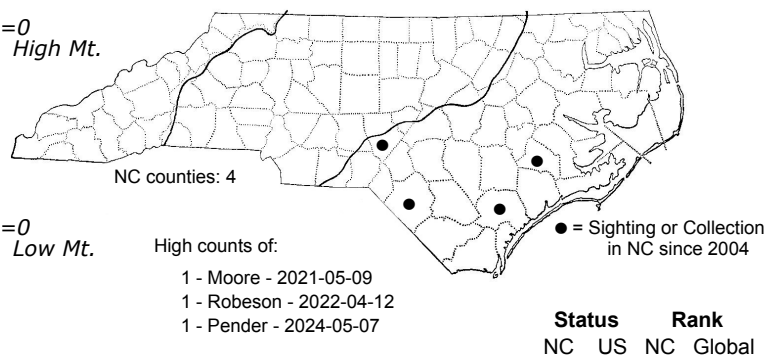 =0
High Mt.
NC counties: 4
=0
Low Mt.
High counts of:
1 - Moore - 2021-05-09
1 - Robeson - 2022-04-12
1 - Pender - 2024-05-07
● = Sighting or Collection
in NC since 2004
Status Rank
NC US NC Global